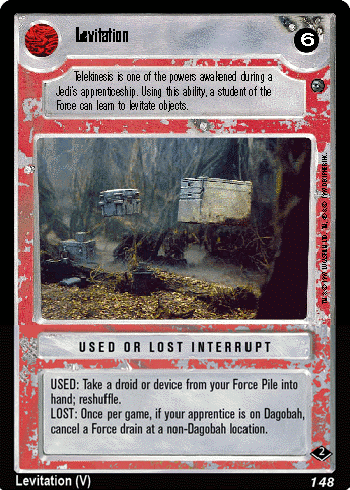 Levitation
6
Telekinesis is one of the powers awakened during a
Jedi's apprenticeship. Using this ability, a student of the
Force can learn to levitate objects.
USED OR LOST INTERRUPT
USED: Take a droid or device from your Force Pile into
hand; reshuffle.
LOST: Once per game, if your apprentice is on Dagobah,
cancel a Force drain at a non-Dagobah location.
2
Levitation (V)
148